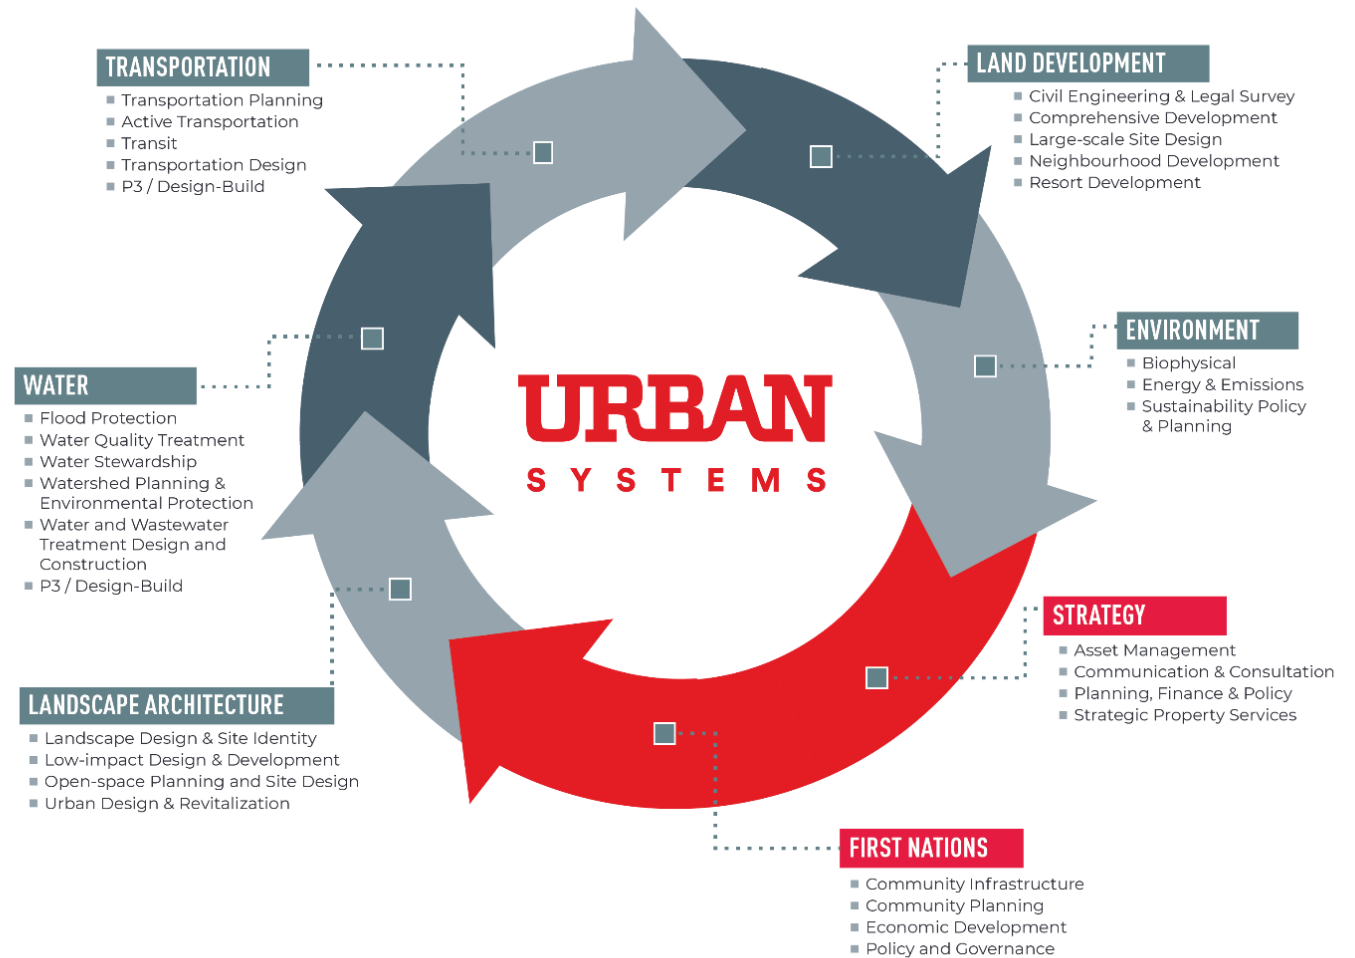 TRANSPORTATION
Transportation Planning
Active Transportation
Transit
Transportation Design
P3 / Design-Build
LAND DEVELOPMENT
Civil Engineering & Legal Survey
Comprehensive Development
Large-scale Site Design
Neighbourhood Development
Resort Development
ENVIRONMENT
Biophysical
Energy & Emissions
Sustainability Policy
& Planning
URBAN
SYSTEMS
WATER
Flood Protection
Water Quality Treatment
Water Stewardship
Watershed Planning &
Environmental Protection
Water and Wastewater
Treatment Design and
Construction
P3 / Design-Build
STRATEGY
Asset Management
Communication & Consultation
Planning, Finance & Policy
Strategic Property Services
LANDSCAPE ARCHITECTURE
Landscape Design & Site Identity
Low-impact Design & Development
Open-space Planning and Site Design
Urban Design & Revitalization
FIRST NATIONS
Community Infrastructure
Community Planning
Economic Development
Policy and Governance